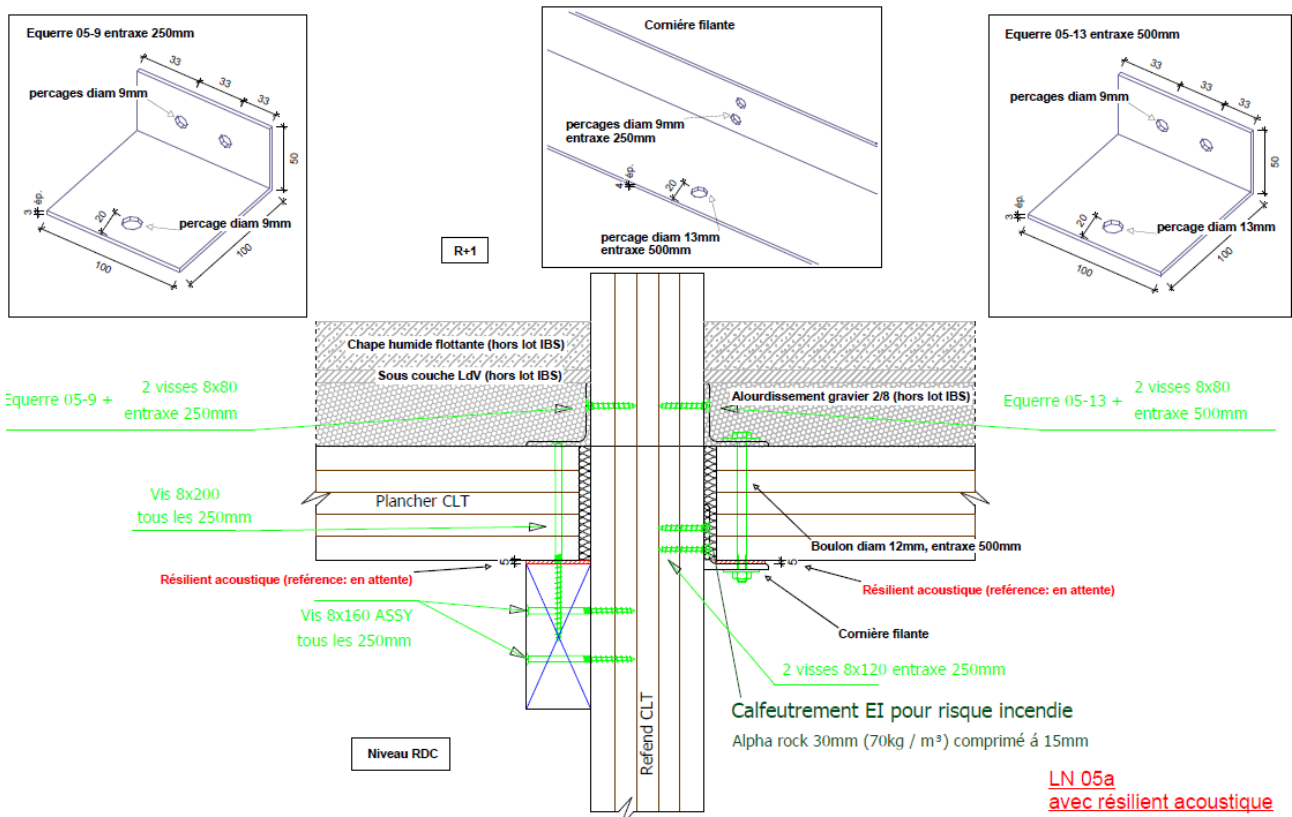 Equerre 05-9 entraxe 250mm
33
33
33
percages diam 9mm
50
3
ép.
20
percage diam 9mm
100
100
Corniére filante
percages diam 9mm
entraxe 250mm
4
ép.
20
percage diam 13mm
entraxe 500mm
Equerre 05-13 entraxe 500mm
33
33
33
percages diam 9mm
50
3
ép.
20
percage diam 13mm
100
100
R+1
Chape humide flottante (hors lot IBS)
Sous couche LdV (hors lot IBS)
Alourdissement gravier 2/8 (hors lot IBS)
Equerre 05-9 +
2 visses 8x80
entraxe 250mm
Equerre 05-13 +
2 visses 8x80
entraxe 500mm
Plancher CLT
Vis 8x200
tous les 250mm
Boulon diam 12mm, entraxe 500mm
5
5
Résilient acoustique (reférence: en attente)
Résilient acoustique (reférence: en attente)
Vis 8x160 ASSY
tous les 250mm
Cornière filante
2 visses 8x120 entraxe 250mm
Refend CLT
Calfeutrement EI pour risque incendie
Alpha rock 30mm (70kg / m³) comprimé á 15mm
Niveau RDC
LN 05a
avec résilient acoustique